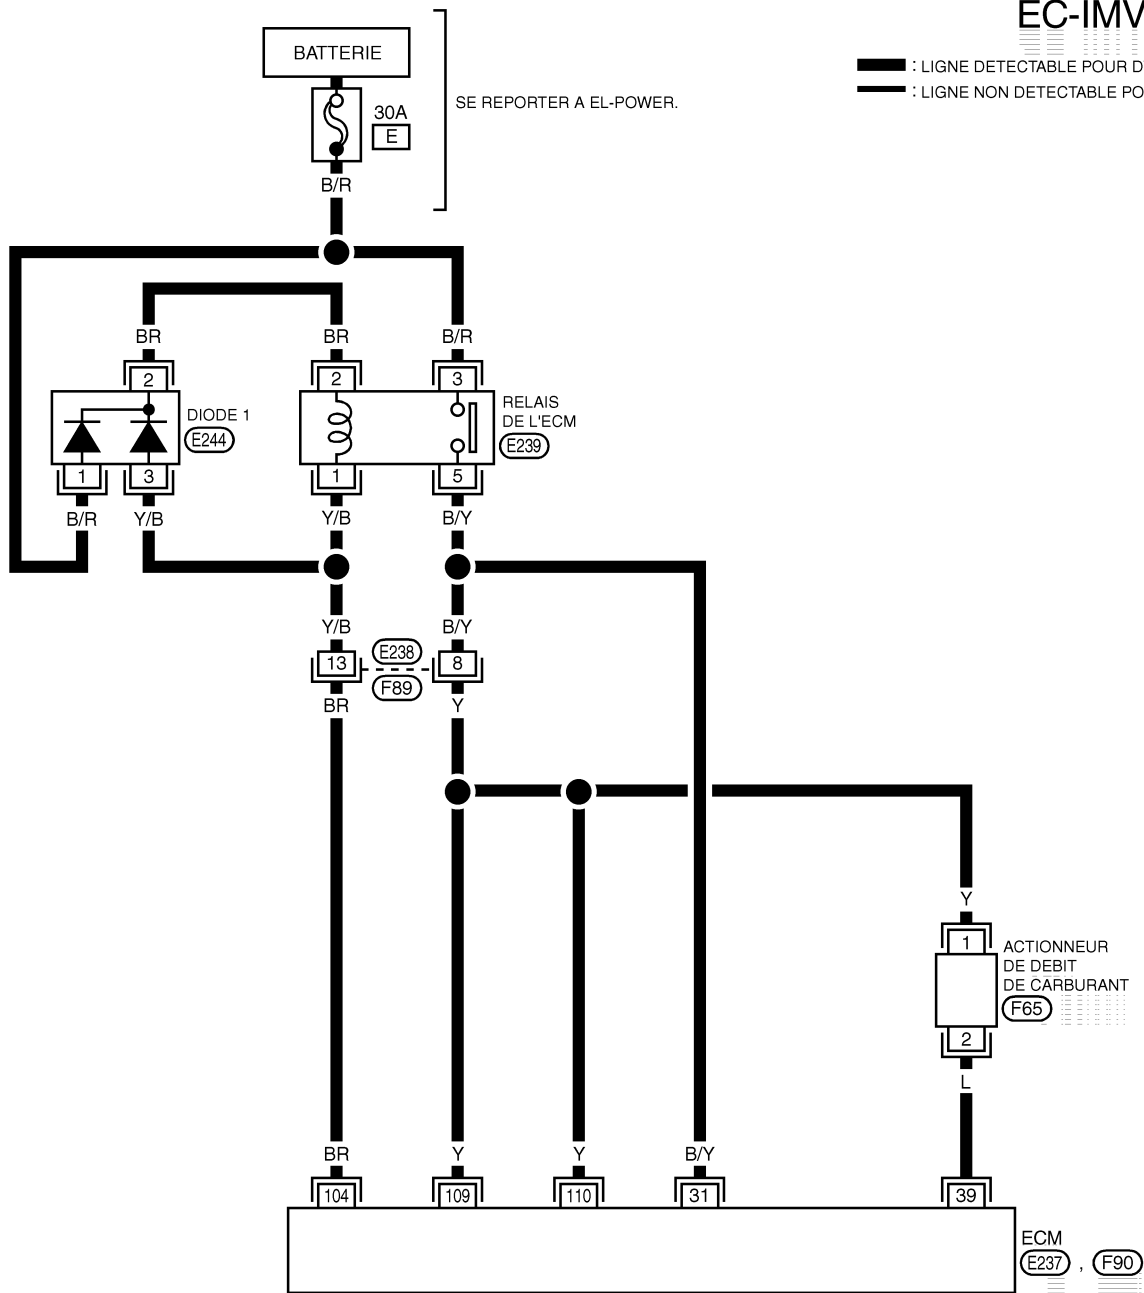 EC-IMV
: LIGNE DETECTABLE POUR D
: LIGNE NON DETECTABLE PO
BATTERIE
SE REPORTER A EL-POWER.
30A
E
B/R
BR BR B/R
2 2 3
DIODE 1
E244
RELAIS
DE L'ECM
E239
1 3 1 5
B/R Y/B Y/B B/Y
Y/B B/Y
13 E238 8
F89
BR Y
Y
1
ACTIONNEUR
DE DEBIT
DE CARBURANT
F65
2
L
BR Y Y B/Y
104 109 110 31 39
ECM
E237 , F90